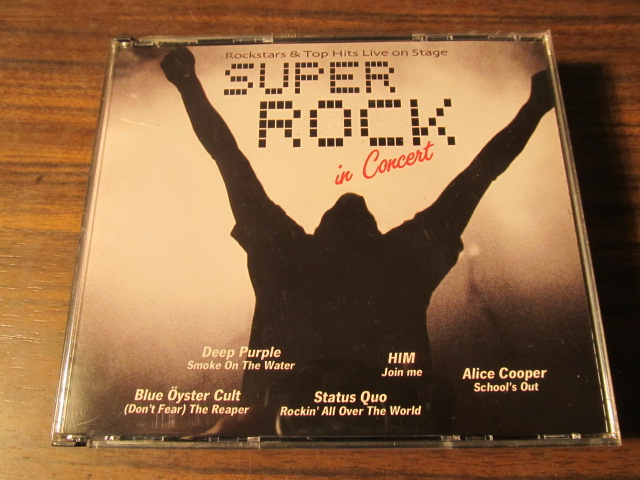 Rockstars & Top Hits Live on Stage
SUPER
ROCK
in Concert
Deep Purple
Smoke On The Water
HIM
Join me
Alice Cooper
School's Out
Blue Öyster Cult
(Don't Fear) The Reaper
Status Quo
Rockin' All Over The World